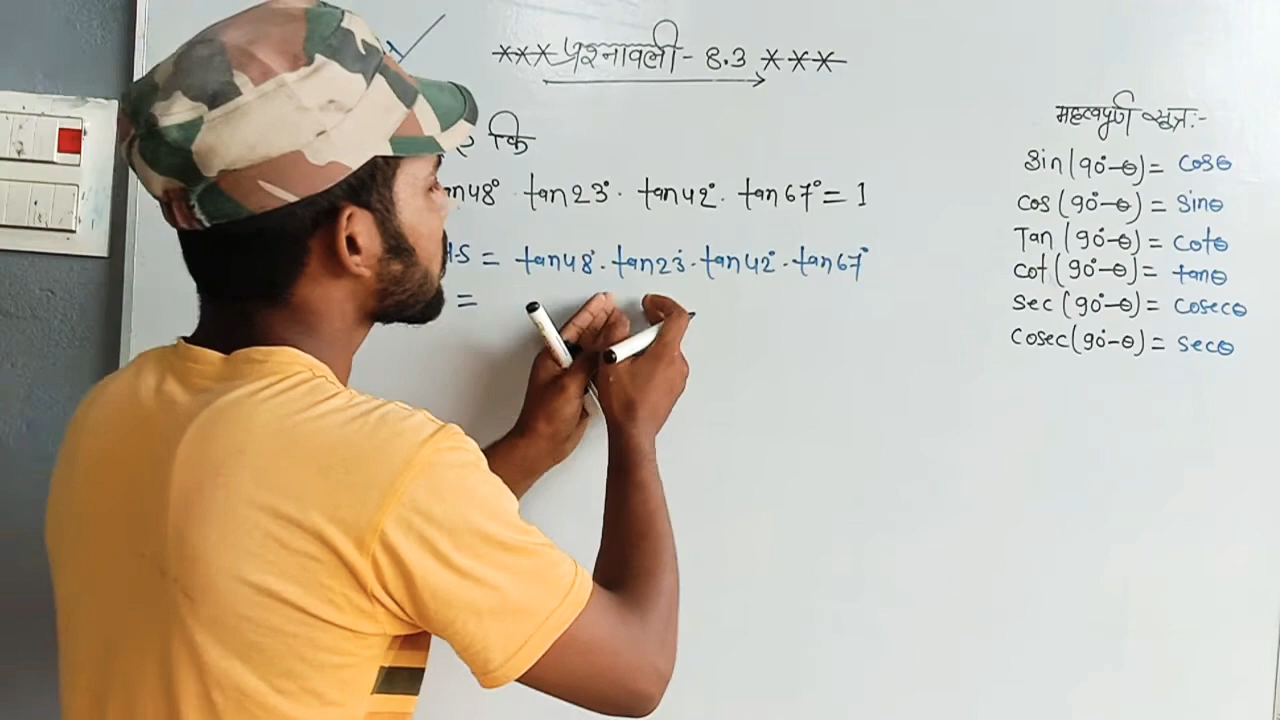 *** प्रश्नावली - 8.3 ***
कि
tan48° · tan23° · tan42° · tan67° = 1
H.S = tan48° · tan23° · tan42° · tan67°
=
महत्वपूर्ण सूत्र:-
Sin(90°-θ) = cosθ
Cos(90°-θ) = sinθ
Tan(90°-θ) = cotθ
Cot(90°-θ) = tanθ
Sec(90°-θ) = cosecθ
Cosec(90°-θ) = secθ